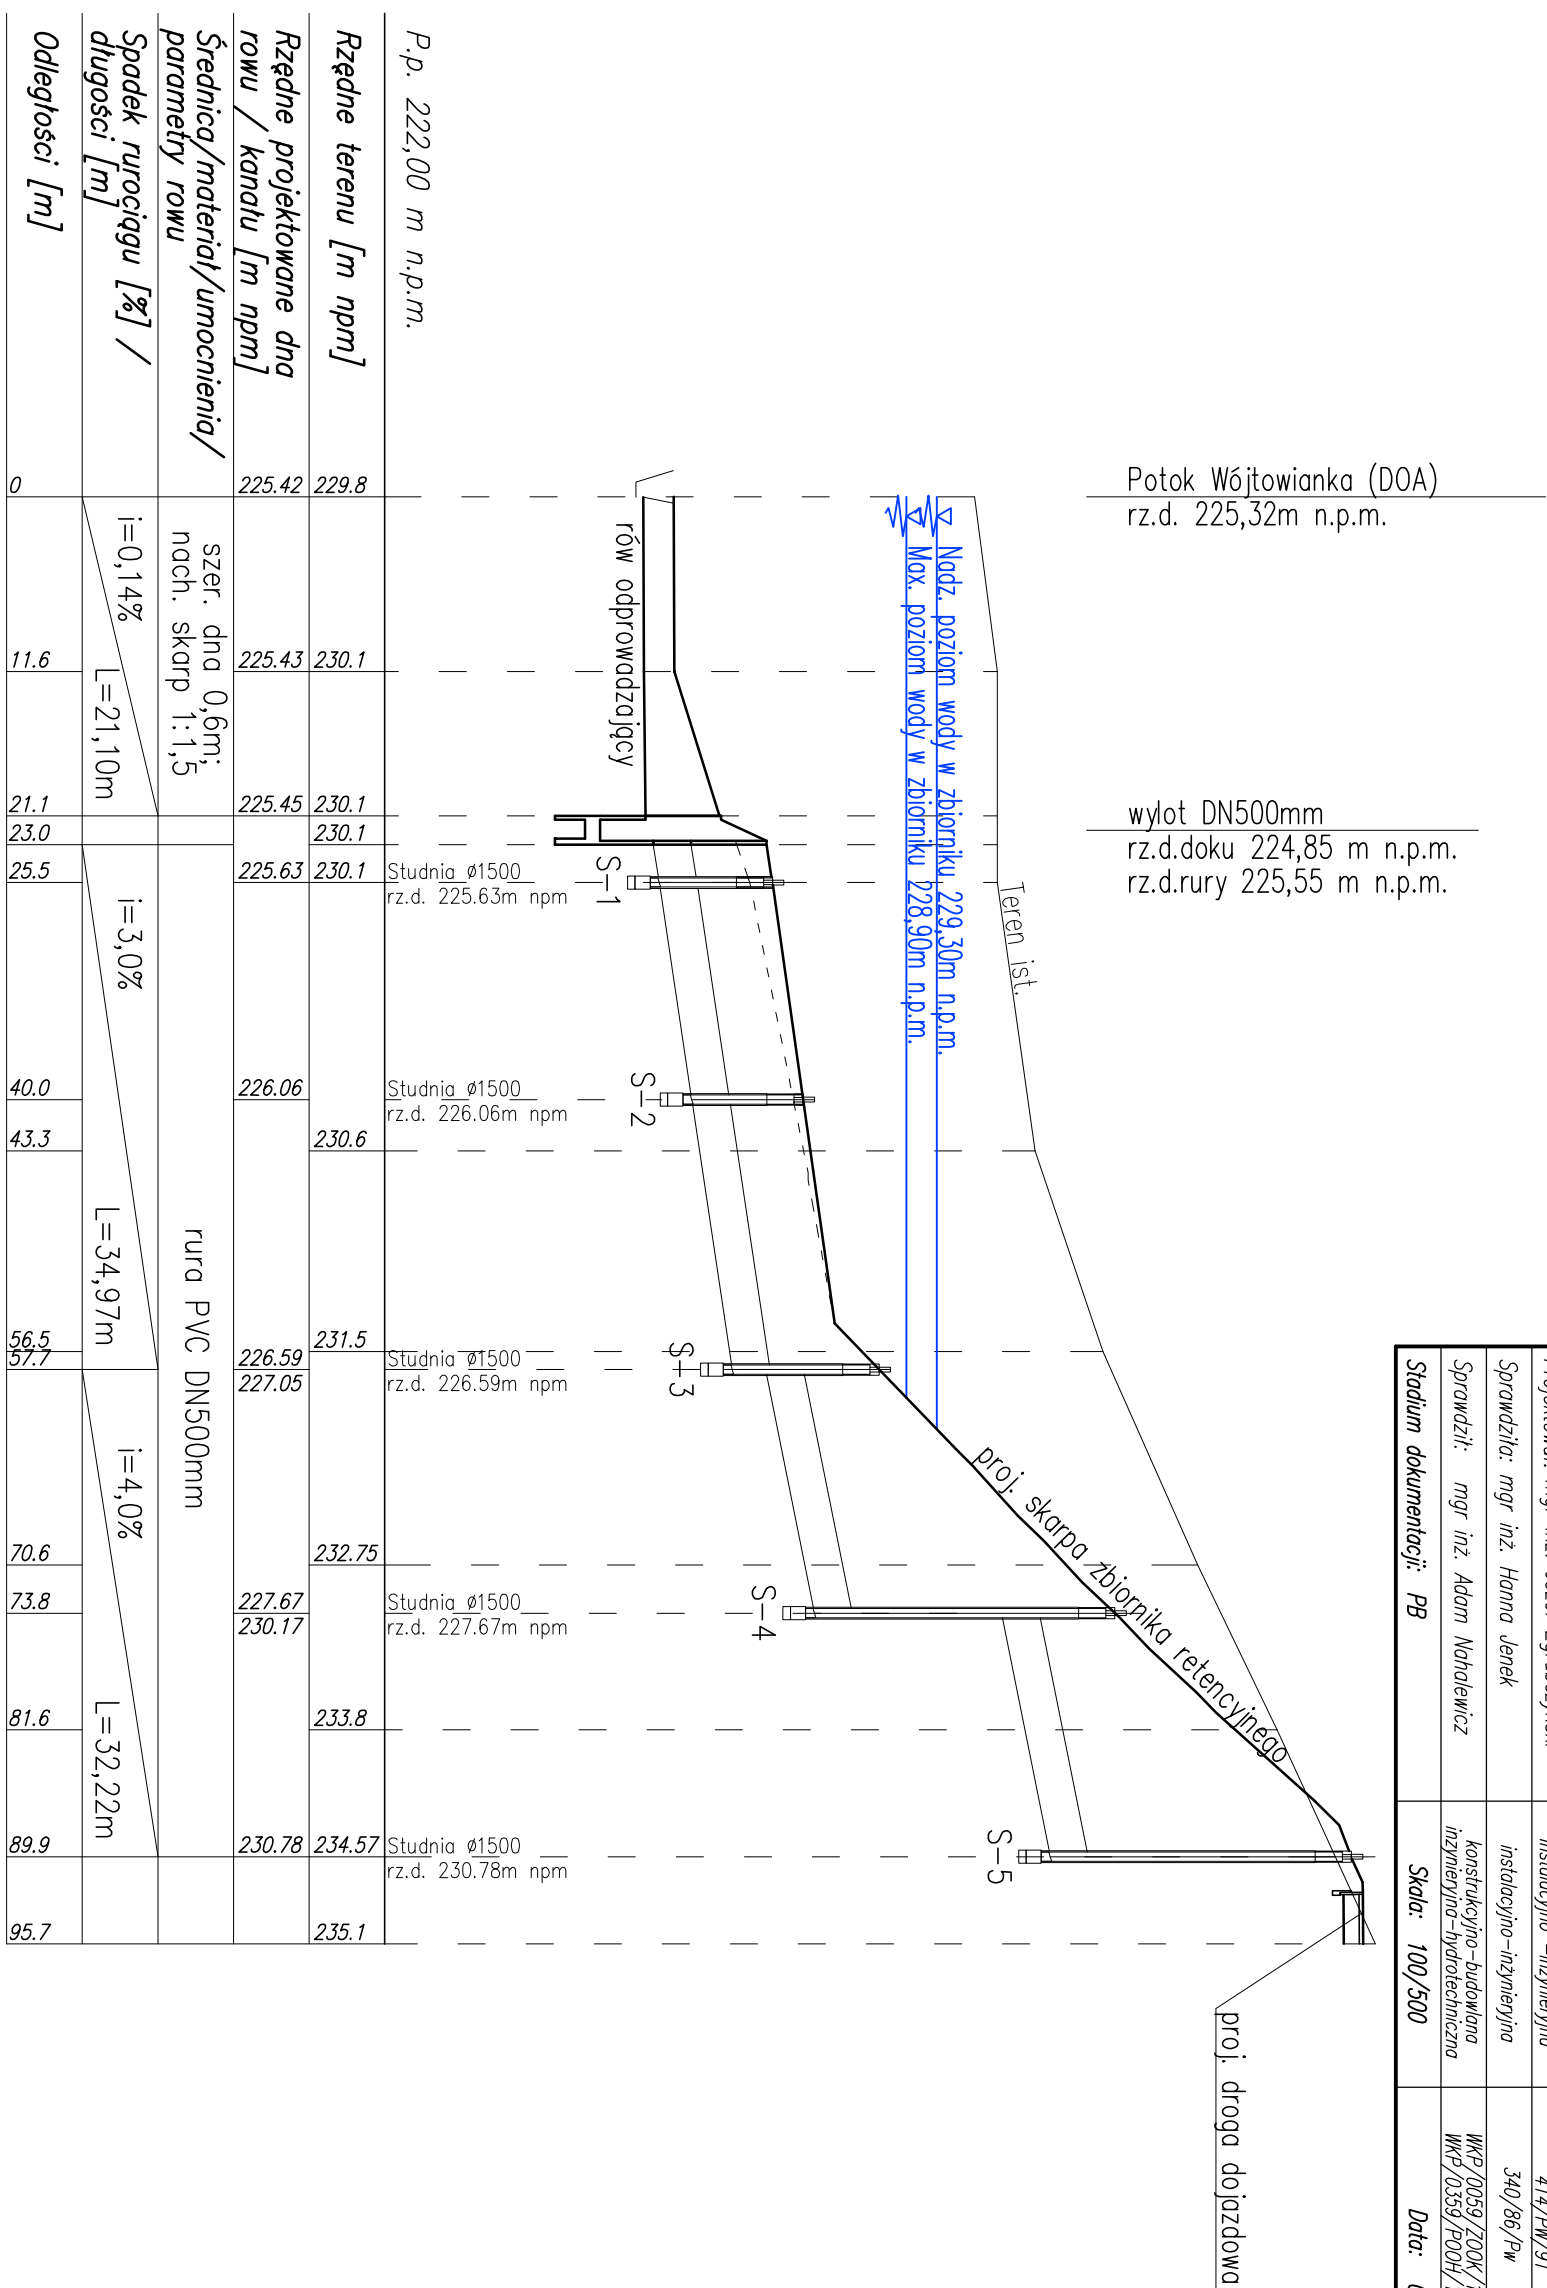 P.p. 222,00 m n.p.m.
Rzędne terenu [m npm]
Rzędne projektowane dna
rowu / kanału [m npm]
Średnica/materiał/umocnienia/
parametry rowu
Spadek rurociągu [%] /
długości [m]
Odległości [m]
229.8
230.1
230.1
230.1
230.1
230.6
231.5
232.75
233.8
234.57
235.1
225.42
225.43
225.45
225.63
226.06
226.59
227.05
227.67
230.17
230.78
szer. dna 0,6m;
nach. skarp 1:1,5
rura PVC DN500mm
i=0,14%
L=21,10m
i=3,0%
L=34,97m
i=4,0%
L=32,22m
0
11.6
21.1
23.0
25.5
40.0
43.3
56.5
57.7
70.6
73.8
81.6
89.9
95.7
Studnia ø1500
rz.d. 225.63m npm
Studnia ø1500
rz.d. 226.06m npm
Studnia ø1500
rz.d. 226.59m npm
Studnia ø1500
rz.d. 227.67m npm
Studnia ø1500
rz.d. 230.78m npm
rów odprowadzający
S-1
S-2
S-3
S-4
S-5
Nadz. poziom wody w zbiorniku 229,30m n.p.m.
Max. poziom wody w zbiorniku 228,90m n.p.m.
Teren ist.
proj. skarpa zbiornika retencyjnego
proj. droga dojazdowa
Potok Wójtowianka (DOA)
rz.d. 225,32m n.p.m.
wylot DN500mm
rz.d.doku 224,85 m n.p.m.
rz.d.rury 225,55 m n.p.m.
Sprawdziła: mgr inż. Hanna Jenek
instalacyjno-inżynieryjna
340/86/Pw
Sprawdził: mgr inż. Adam Nahalewicz
konstrukcyjno-budowlana
inżynieryjna-hydrotechniczna
WKP/0059/ZOOK/
WKP/0359/POOH/
Stadium dokumentacji: PB
Skala: 100/500
Data: